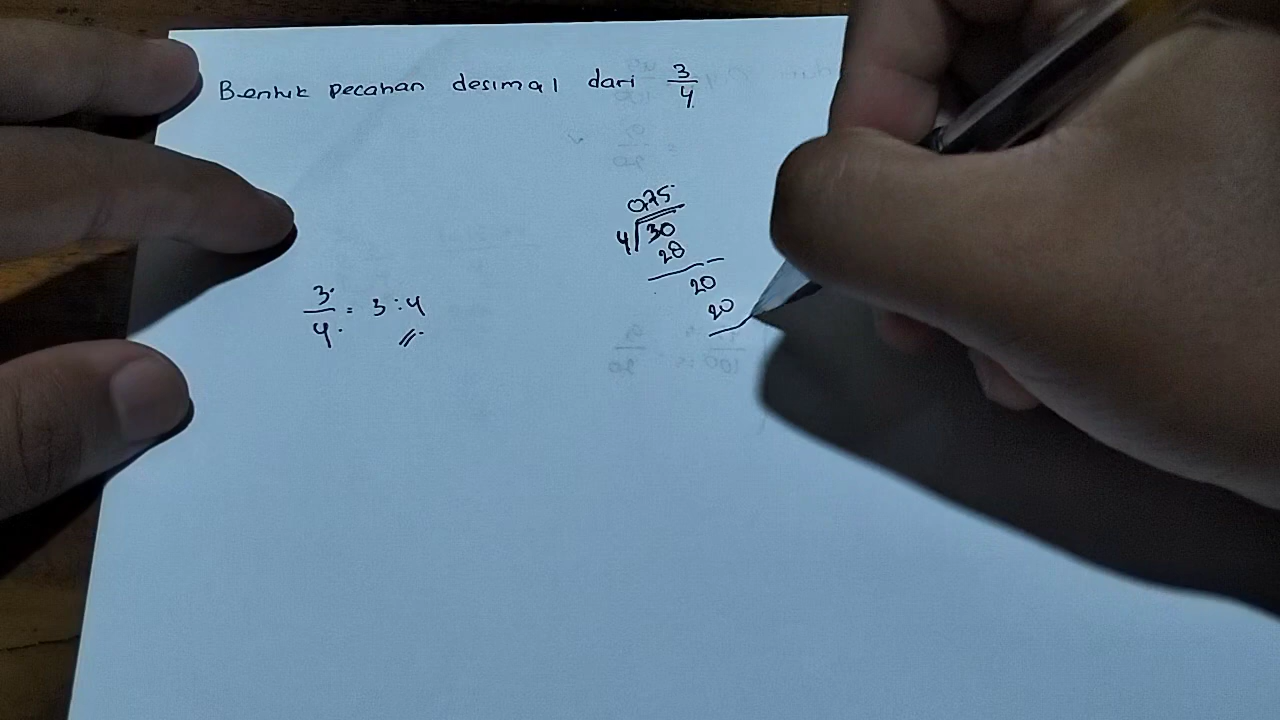 Bentuk pecahan desimal dari 3/4
0,75
4 30
28
20
20
3/4 = 3 : 4